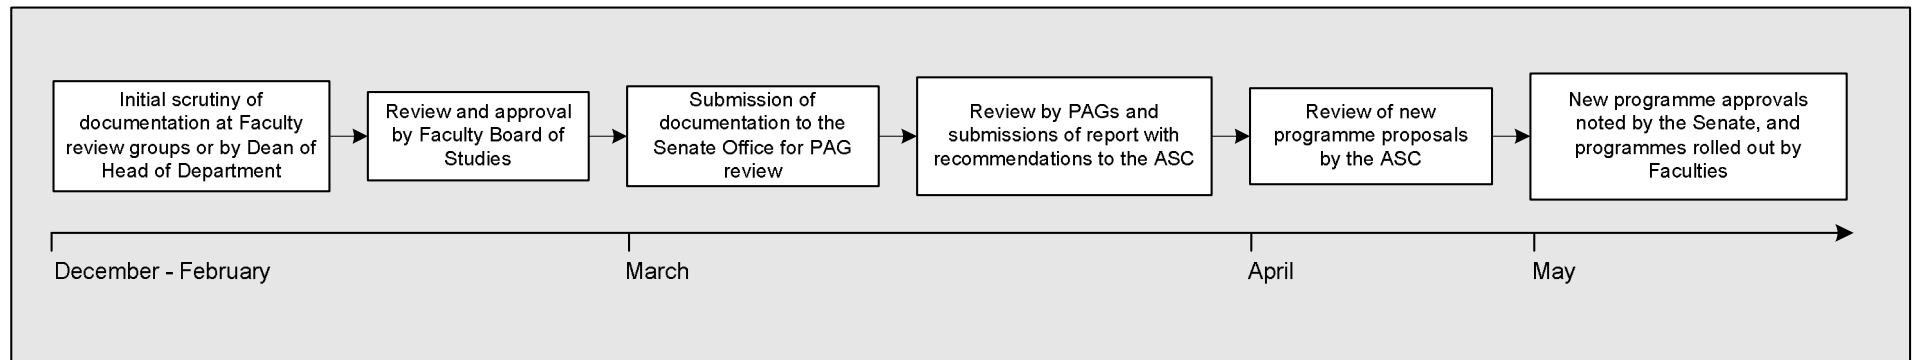 Initial scrutiny of
documentation at Faculty
review groups or by Dean of
Head of Department
Review and approval
by Faculty Board of
Studies
Submission of
documentation to the
Senate Office for PAG
review
Review by PAGs and
submissions of report with
recommendations to the ASC
Review of new
programme proposals
by the ASC
New programme approvals
noted by the Senate, and
programmes rolled out by
Faculties
December - February
March
April
May